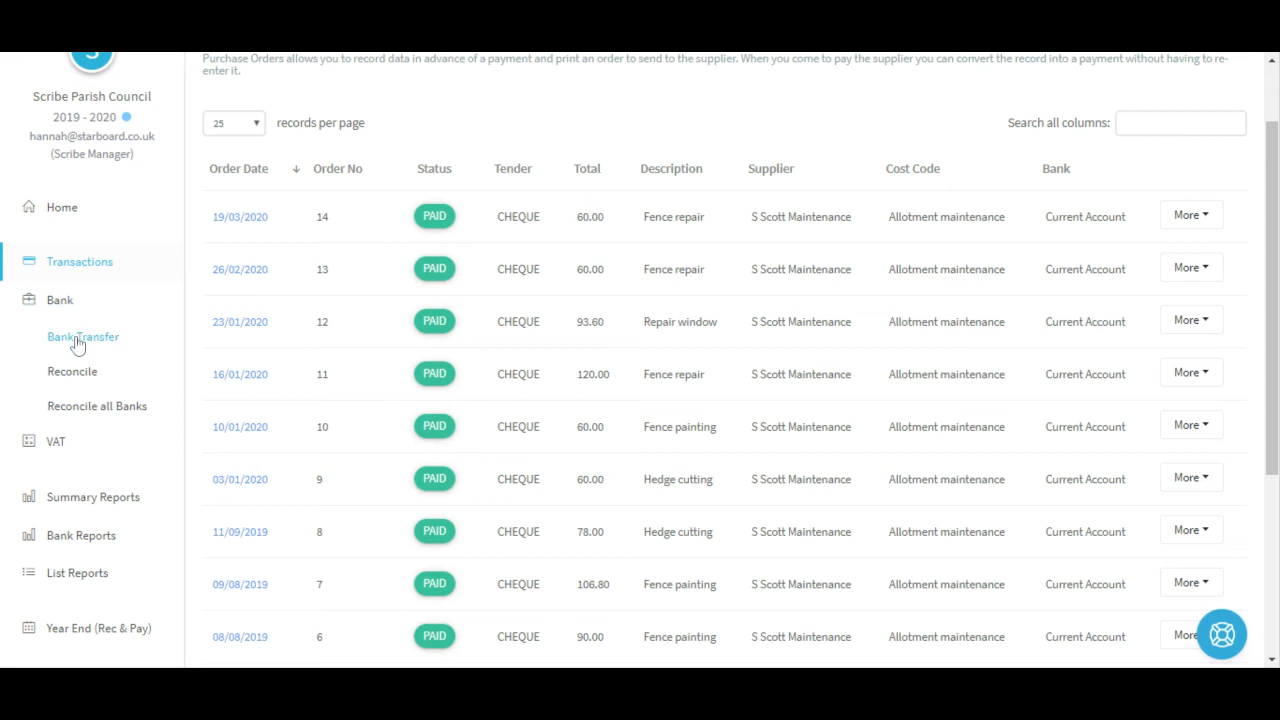 Purchase Orders allows you to record data in advance of a payment and print an order to send to the supplier. When you come to pay the supplier you can convert the record into a payment without having to re-
enter it.
Scribe Parish Council
2019 - 2020
hannah@starboard.co.uk
(Scribe Manager)
Home
Transactions
Bank
Bank Transfer
Reconcile
Reconcile all Banks
VAT
Summary Reports
Bank Reports
List Reports
Year End (Rec & Pay)
25 records per page
Search all columns:
Order Date Order No Status Tender Total Description Supplier Cost Code Bank
19/03/2020 14 PAID CHEQUE 60.00 Fence repair S Scott Maintenance Allotment maintenance Current Account More
26/02/2020 13 PAID CHEQUE 60.00 Fence repair S Scott Maintenance Allotment maintenance Current Account More
23/01/2020 12 PAID CHEQUE 93.60 Repair window S Scott Maintenance Allotment maintenance Current Account More
16/01/2020 11 PAID CHEQUE 120.00 Fence repair S Scott Maintenance Allotment maintenance Current Account More
10/01/2020 10 PAID CHEQUE 60.00 Fence painting S Scott Maintenance Allotment maintenance Current Account More
03/01/2020 9 PAID CHEQUE 60.00 Hedge cutting S Scott Maintenance Allotment maintenance Current Account More
11/09/2019 8 PAID CHEQUE 78.00 Hedge cutting S Scott Maintenance Allotment maintenance Current Account More
09/08/2019 7 PAID CHEQUE 106.80 Fence painting S Scott Maintenance Allotment maintenance Current Account More
08/08/2019 6 PAID CHEQUE 90.00 Fence painting S Scott Maintenance Allotment maintenance Current Account More